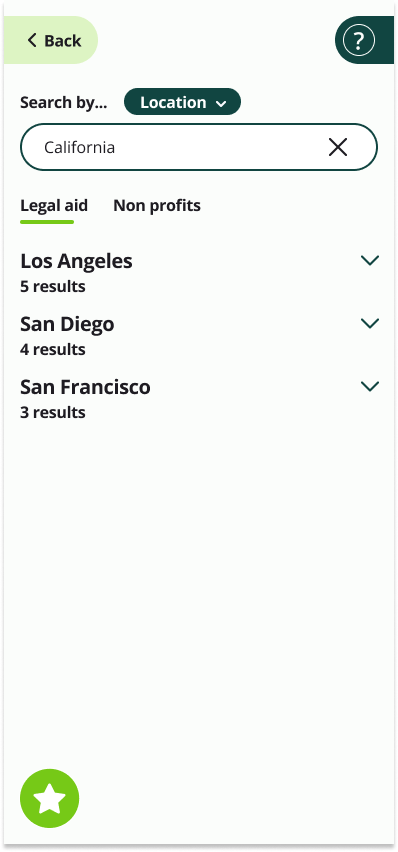 Back
?
Search by... Location
California
Legal aid Non profits
Los Angeles
5 results
San Diego
4 results
San Francisco
3 results